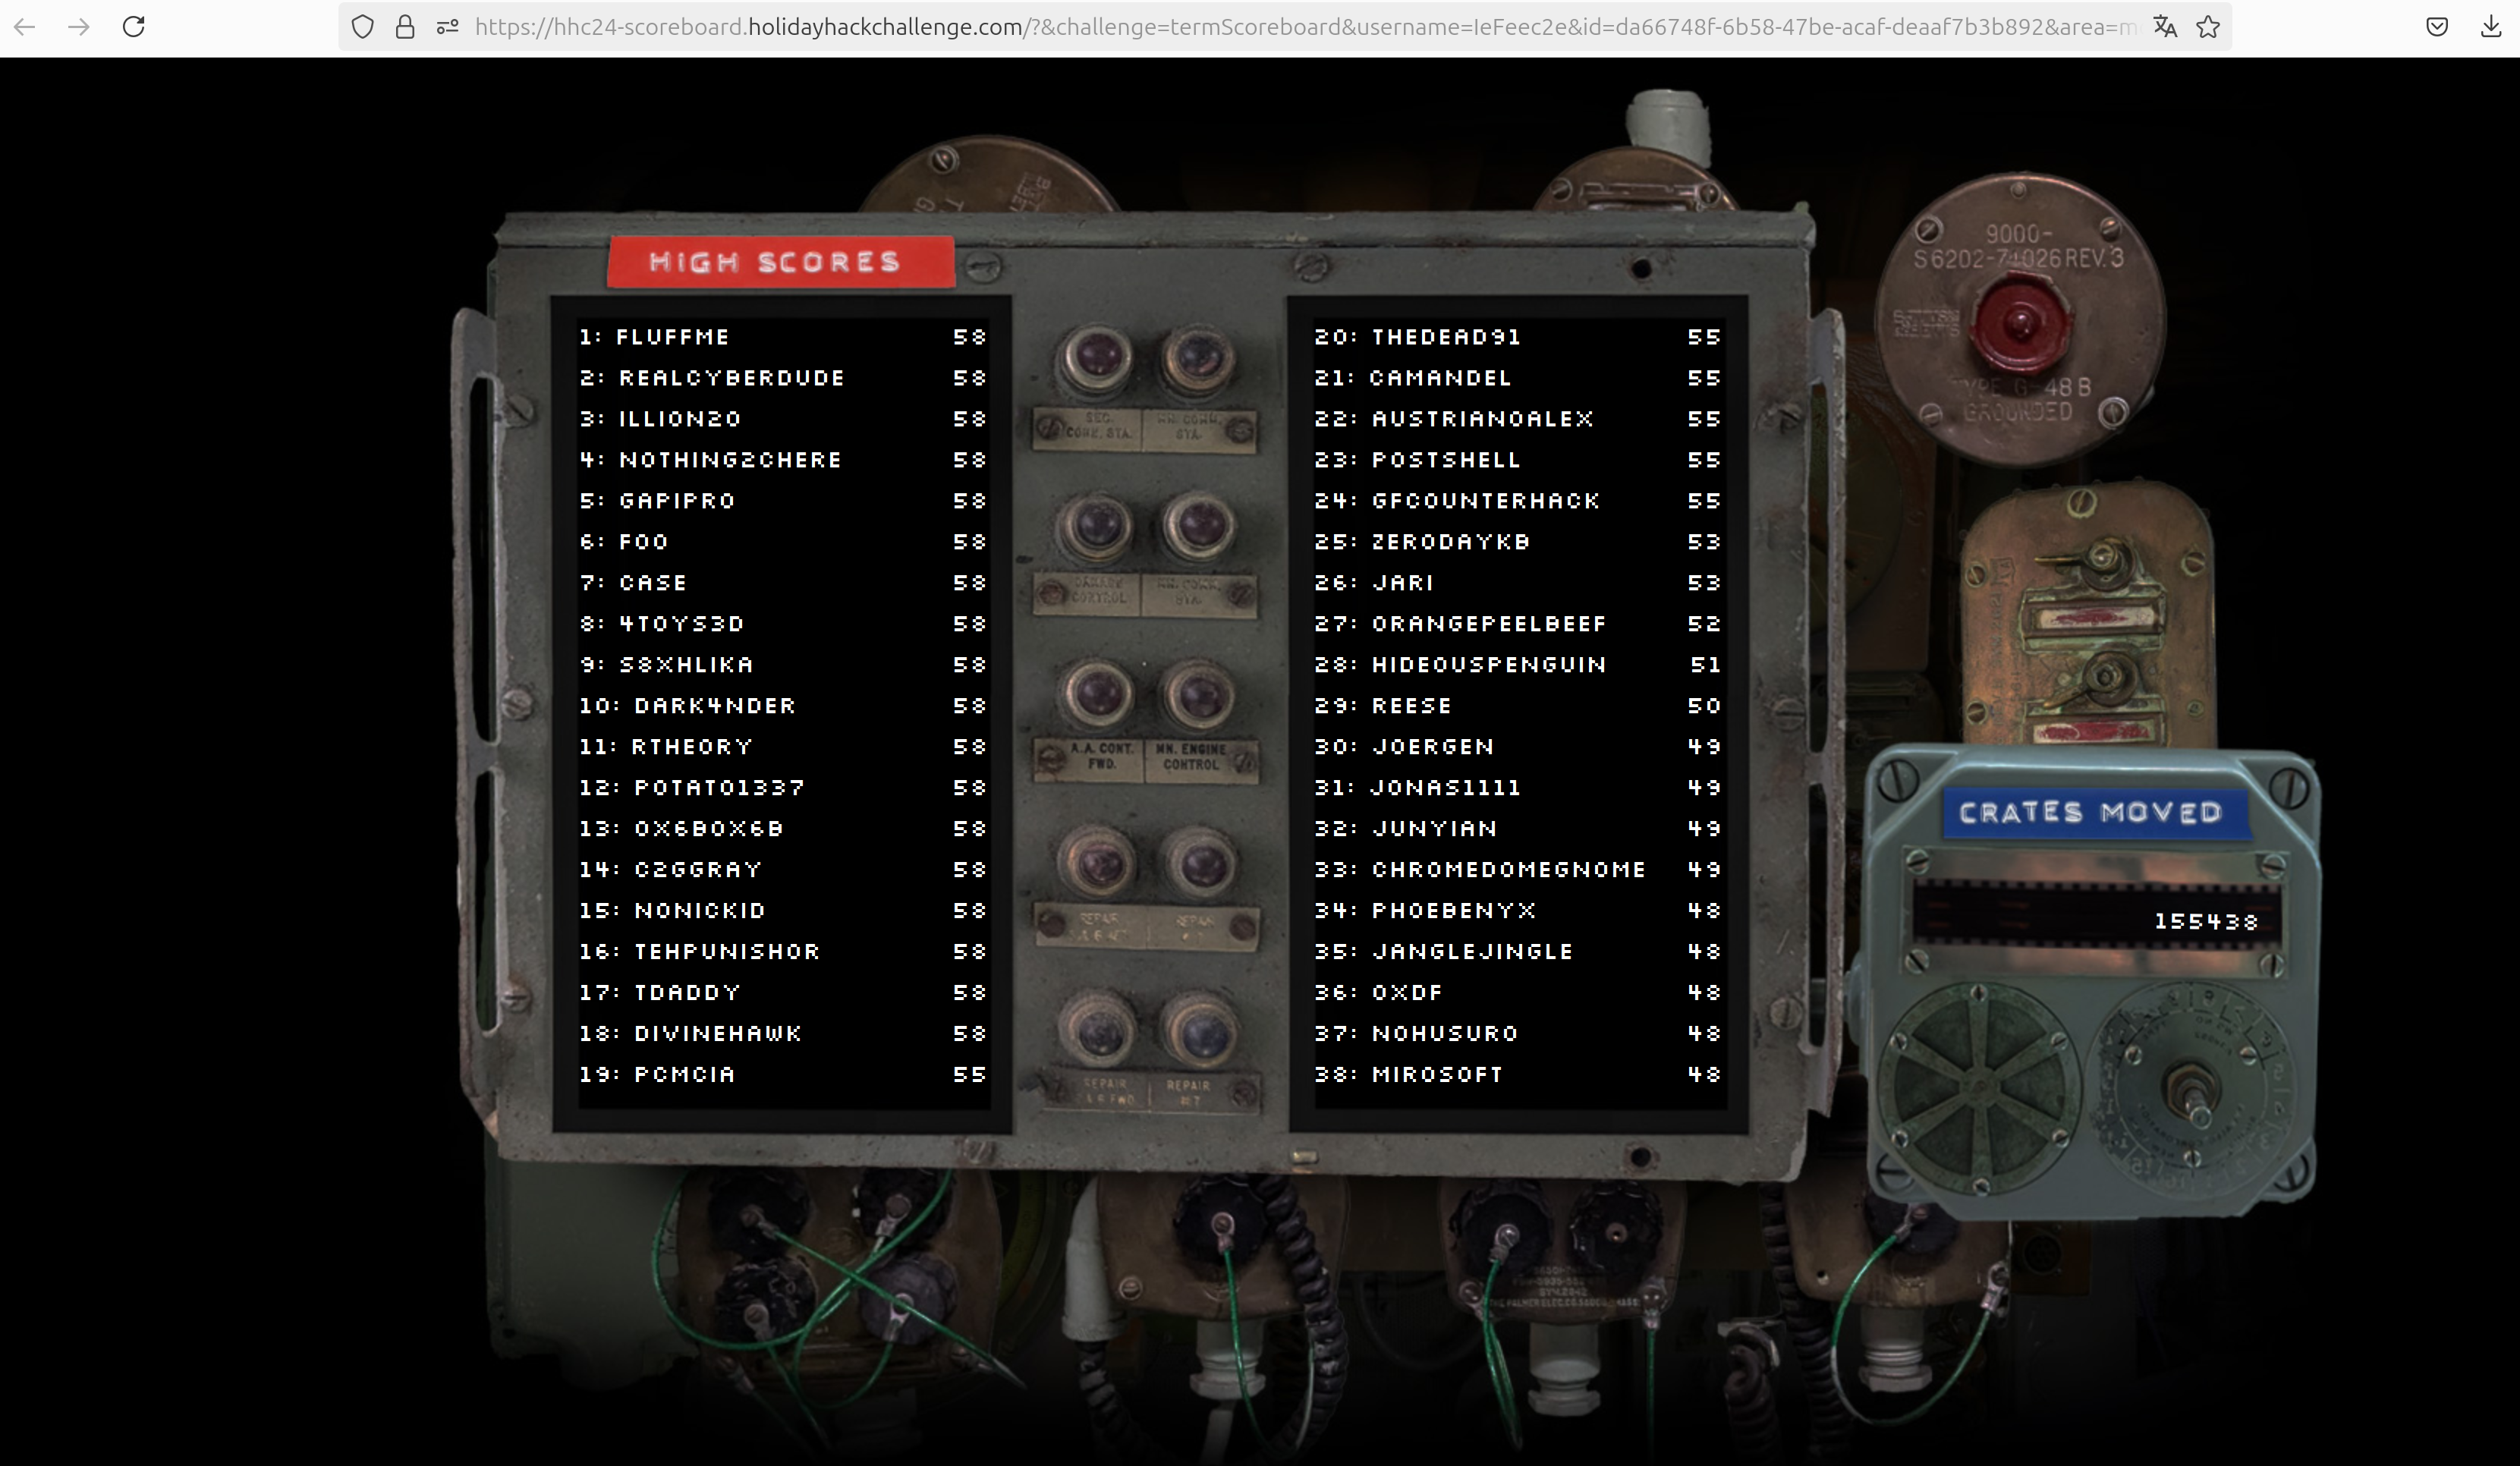 https://hhc24-scoreboard.holidayhackchallenge.com/?&challenge=termScoreboard&username=IeFeec2e&id=da66748f-6b58-47be-acaf-deaaf7b3b892&area=m
9000-
S6202-74026 REV. 3
TYPE G-48 B
GROUNDED
HIGH SCORES
1: FLUFFME 58
2: REALCYBERDUDE 58
3: ILLION20 58
4: NOTHING2CHERE 58
5: GAPIPRO 58
6: FOO 58
7: CASE 58
8: 4TOYS3D 58
9: S8XHLIKA 58
10: DARK4NDER 58
11: RTHEORY 58
12: POTATO1337 58
13: 0X6B0X6B 58
14: C2GGRAY 58
15: NONICKID 58
16: TEHPUNISHOR 58
17: TDADDY 58
18: DIVINEHAWK 58
19: PCMCIA 55
SEC.
COMM. STA.
MN. COMM.
STA.
DAMAGE
CONTROL
MN. COMM.
STA.
A.A. CONT.
FWD.
MN. ENGINE
CONTROL
REPAIR
REPAIR
# 7
REPAIR
FWD.
REPAIR
#7
20: THEDEAD91 55
21: CAMANDEL 55
22: AUSTRIANOALEX 55
23: POSTSHELL 55
24: GFCOUNTERHACK 55
25: ZERODAYKB 53
26: JARI 53
27: ORANGEPEELBEEF 52
28: HIDEOUSPENGUIN 51
29: REESE 50
30: JOERGEN 49
31: JONAS1111 49
32: JUNYIAN 49
33: CHROMEDOMEGNOME 49
34: PHOEBENYX 48
35: JANGLEJINGLE 48
36: 0XDF 48
37: NOHUSURO 48
38: MIROSOFT 48
CRATES MOVED
155438